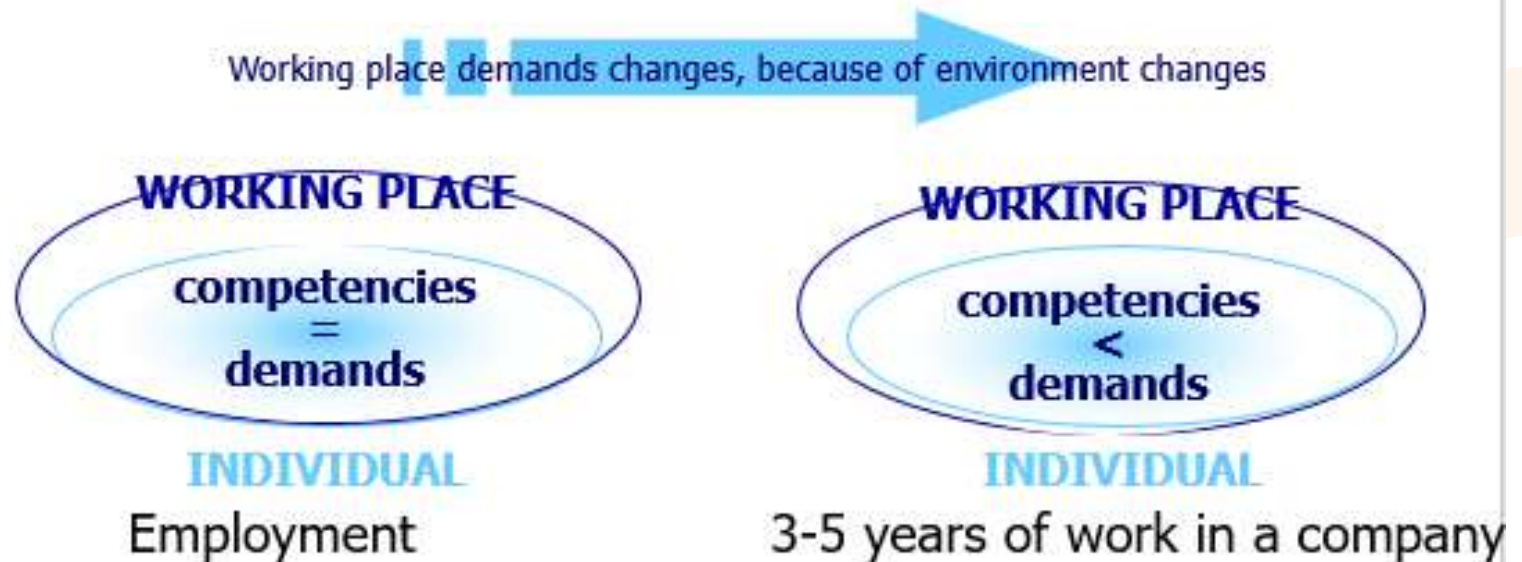 Working place demands changes, because of environment changes
WORKING PLACE
competencies
=
demands
INDIVIDUAL
Employment
WORKING PLACE
competencies
<
demands
INDIVIDUAL
3-5 years of work in a company